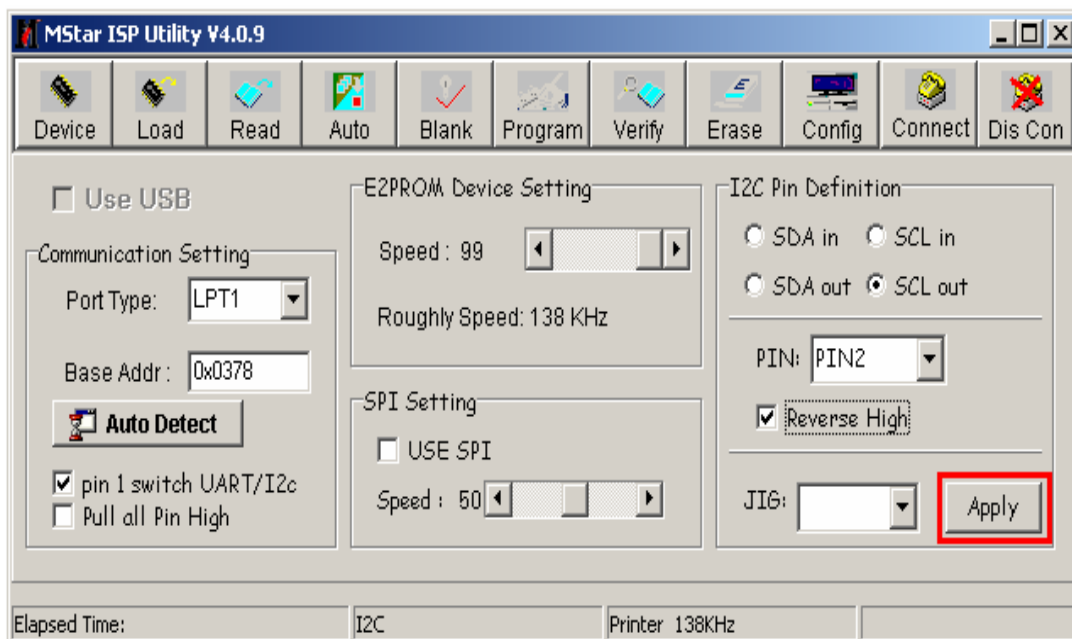 MStar ISP Utility V4.0.9
Device Load Read Auto Blank Program Verify Erase Config Connect Dis Con
Use USB
Communication Setting
Port Type: LPT1
Base Addr : 0x0378
Auto Detect
pin 1 switch UART/I2c
Pull all Pin High
E2PROM Device Setting
Speed : 99
Roughly Speed: 138 KHz
SPI Setting
USE SPI
Speed : 50
I2C Pin Definition
SDA in SCL in
SDA out SCL out
PIN: PIN2
Reverse High
JIG: Apply
Elapsed Time: I2C Printer 138KHz